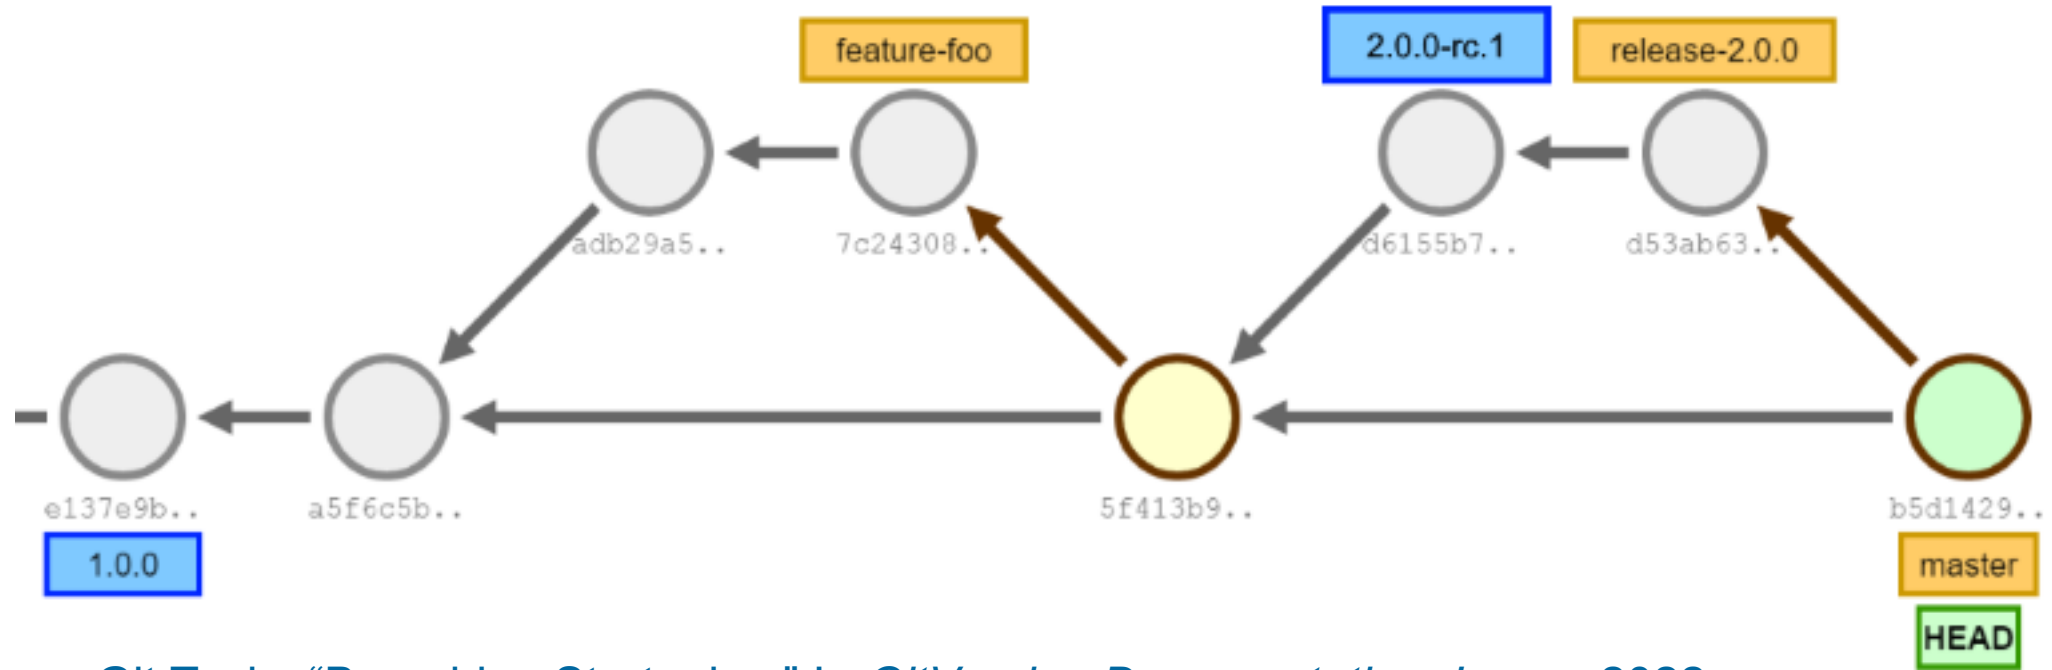 feature-foo
2.0.0-rc.1
release-2.0.0
adb29a5..
7c24308..
d6155b7..
d53ab63..
e137e9b..
a5f6c5b..
5f413b9..
b5d1429..
1.0.0
master
HEAD